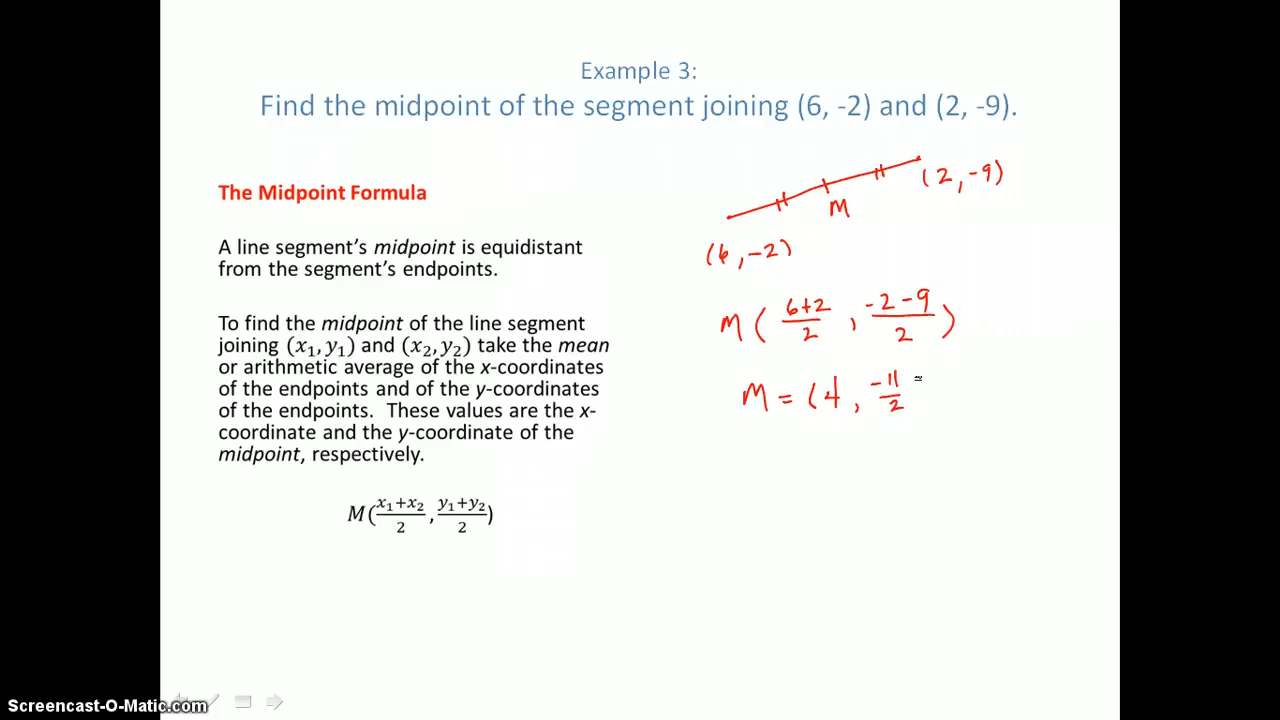 Example 3:
Find the midpoint of the segment joining (6, -2) and (2, -9).
The Midpoint Formula
A line segment's midpoint is equidistant
from the segment's endpoints.
To find the midpoint of the line segment
joining (x₁, y₁) and (x₂, y₂) take the mean
or arithmetic average of the x-coordinates
of the endpoints and of the y-coordinates
of the endpoints. These values are the x-
coordinate and the y-coordinate of the
midpoint, respectively.
M(x₁+x₂/2, y₁+y₂/2)
(2, -9)
M
(6, -2)
M(6+2/2, -2-9/2)
M = (4, -11/2
Screencast-O-Matic.com